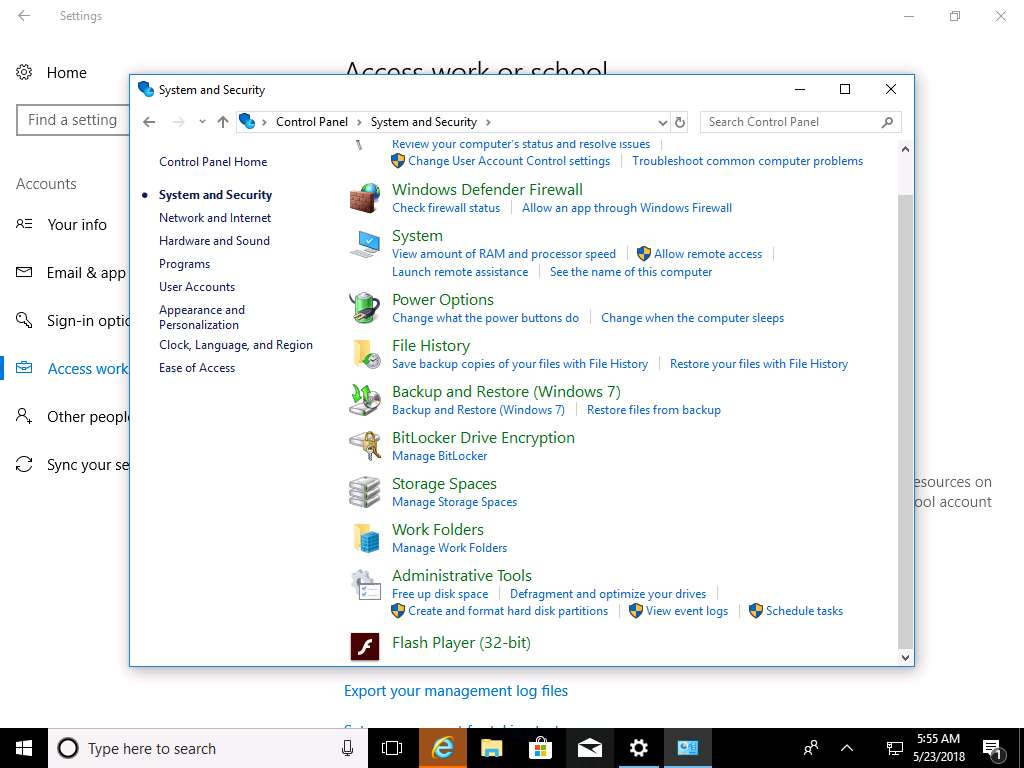 Settings
Home
Access work or school
Find a setting
Accounts
Your info
Email & app
Sign-in optio
Access work
Other people
Sync your se
System and Security
Control Panel > System and Security >
Search Control Panel
Control Panel Home
System and Security
Network and Internet
Hardware and Sound
Programs
User Accounts
Appearance and
Personalization
Clock, Language, and Region
Ease of Access
Review your computer's status and resolve issues
Change User Account Control settings
Troubleshoot common computer problems
Windows Defender Firewall
Check firewall status
Allow an app through Windows Firewall
System
View amount of RAM and processor speed
Allow remote access
Launch remote assistance
See the name of this computer
Power Options
Change what the power buttons do
Change when the computer sleeps
File History
Save backup copies of your files with File History
Restore your files with File History
Backup and Restore (Windows 7)
Backup and Restore (Windows 7)
Restore files from backup
BitLocker Drive Encryption
Manage BitLocker
Storage Spaces
Manage Storage Spaces
Work Folders
Manage Work Folders
Administrative Tools
Free up disk space
Defragment and optimize your drives
Create and format hard disk partitions
View event logs
Schedule tasks
Flash Player (32-bit)
esources on
ool account
Export your management log files
Type here to search
5:55 AM
5/23/2018
1